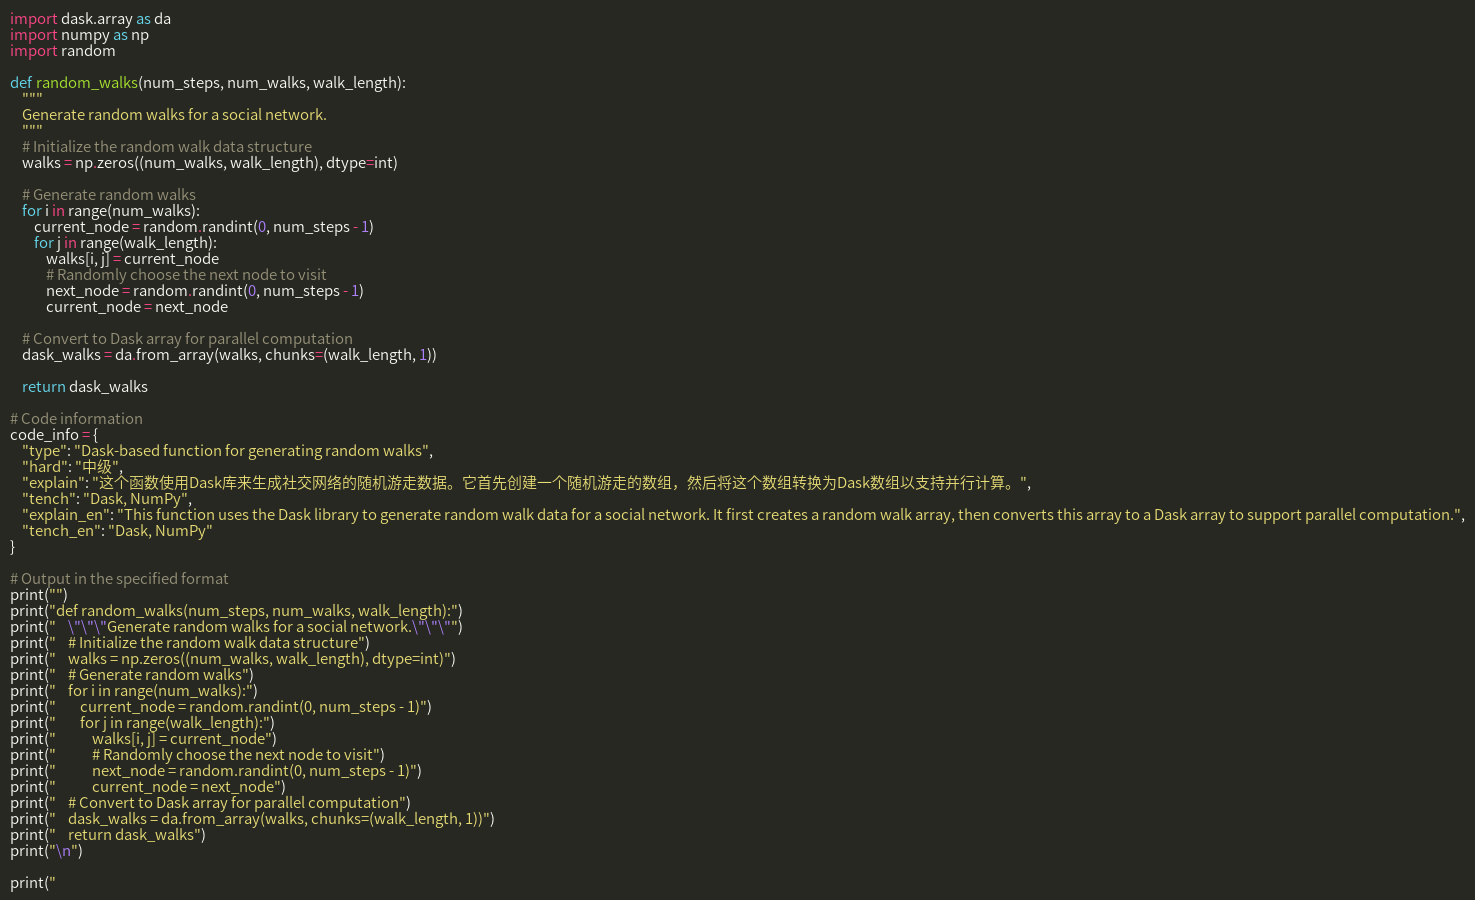 import dask.array as da
import numpy as np
import random

def random_walks(num_steps, num_walks, walk_length):
    """
    Generate random walks for a social network.
    """
    # Initialize the random walk data structure
    walks = np.zeros((num_walks, walk_length), dtype=int)

    # Generate random walks
    for i in range(num_walks):
        current_node = random.randint(0, num_steps - 1)
        for j in range(walk_length):
            walks[i, j] = current_node
            # Randomly choose the next node to visit
            next_node = random.randint(0, num_steps - 1)
            current_node = next_node

    # Convert to Dask array for parallel computation
    dask_walks = da.from_array(walks, chunks=(walk_length, 1))

    return dask_walks

# Code information
code_info = {
    "type": "Dask-based function for generating random walks",
    "hard": "中级",
    "explain": "这个函数使用Dask库来生成社交网络的随机游走数据。它首先创建一个随机游走的数组，然后将这个数组转换为Dask数组以支持并行计算。",
    "tench": "Dask, NumPy",
    "explain_en": "This function uses the Dask library to generate random walk data for a social network. It first creates a random walk array, then converts this array to a Dask array to support parallel computation.",
    "tench_en": "Dask, NumPy"
}

# Output in the specified format
print("")
print("def random_walks(num_steps, num_walks, walk_length):")
print("    \"\"\"Generate random walks for a social network.\"\"\"")
print("    # Initialize the random walk data structure")
print("    walks = np.zeros((num_walks, walk_length), dtype=int)")
print("    # Generate random walks")
print("    for i in range(num_walks):")
print("        current_node = random.randint(0, num_steps - 1)")
print("        for j in range(walk_length):")
print("            walks[i, j] = current_node")
print("            # Randomly choose the next node to visit")
print("            next_node = random.randint(0, num_steps - 1)")
print("            current_node = next_node")
print("    # Convert to Dask array for parallel computation")
print("    dask_walks = da.from_array(walks, chunks=(walk_length, 1))")
print("    return dask_walks")
print("\n")

print("